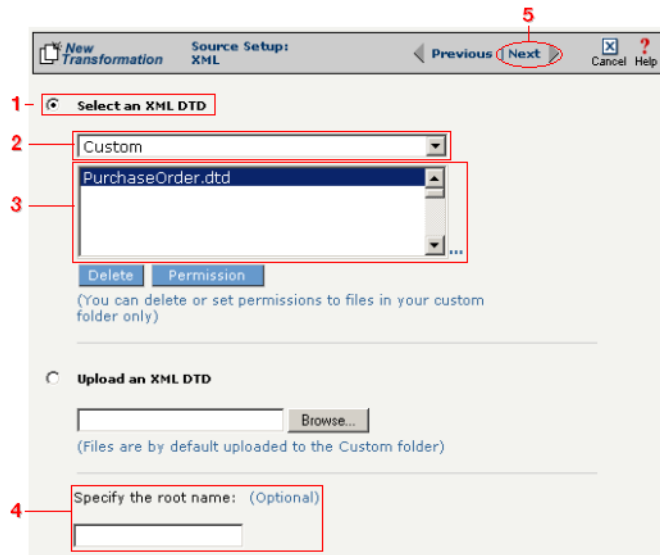 5
New Transformation
Source Setup: XML
Previous
Next
Cancel
Help
1
Select an XML DTD
2
Custom
3
PurchaseOrder.dtd
...
Delete
Permission
(You can delete or set permissions to files in your custom
folder only)
Upload an XML DTD
Browse...
(Files are by default uploaded to the Custom folder)
4
Specify the root name: (Optional)